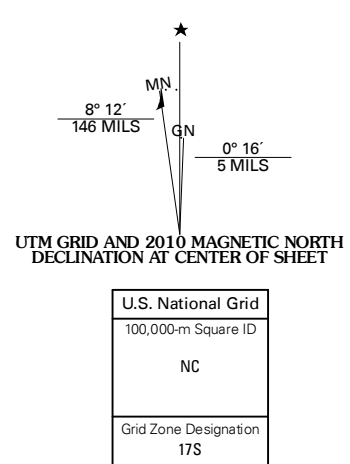 MN
8° 12´
146 MILS
GN
0° 16´
5 MILS
UTM GRID AND 2010 MAGNETIC NORTH
DECLINATION AT CENTER OF SHEET
U.S. National Grid
100,000-m Square ID
NC
Grid Zone Designation
17S